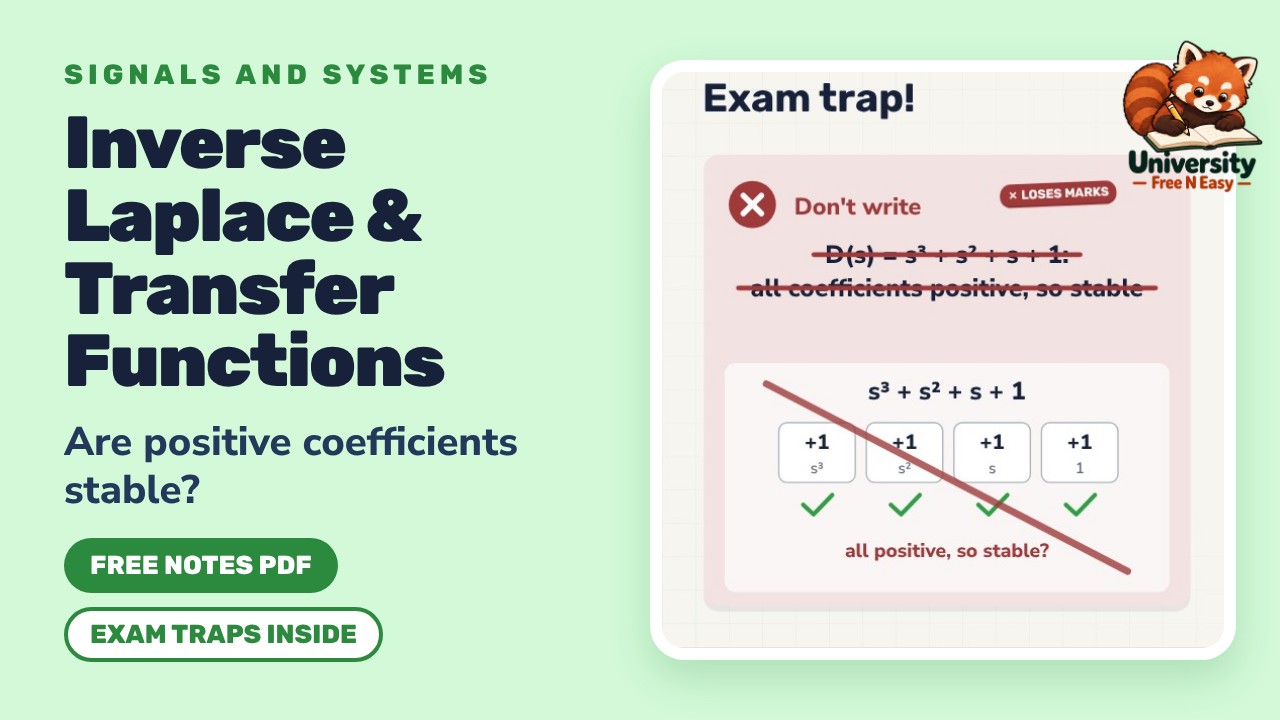 SIGNALS AND SYSTEMS
Inverse
Laplace &
Transfer
Functions
Are positive coefficients
stable?
FREE NOTES PDF
EXAM TRAPS INSIDE
Exam trap!
University
Free N Easy
Don't write
× LOSES MARKS
D(s) = s³ + s² + s + 1:
all coefficients positive, so stable
s³ + s² + s + 1
+1 +1 +1 +1
s³ s² s 1
all positive, so stable?